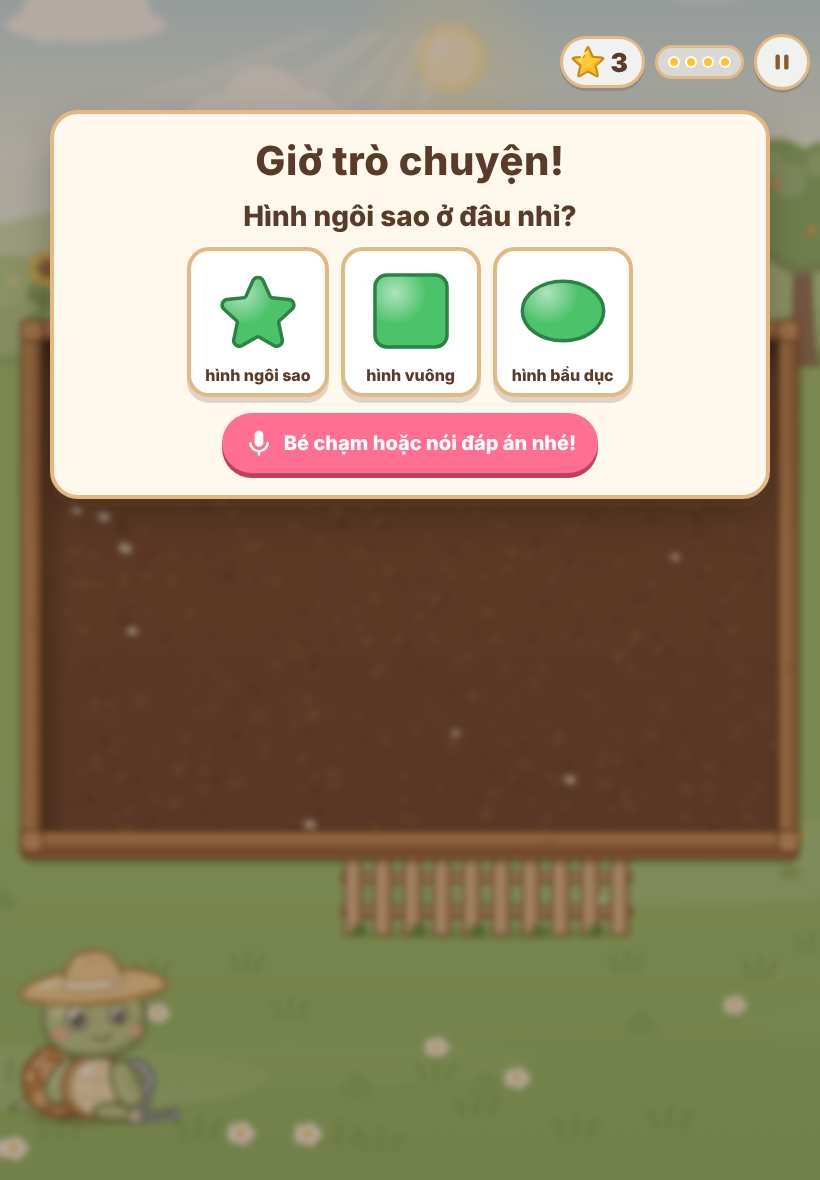 3
Giờ trò chuyện!
Hình ngôi sao ở đâu nhỉ?
hình ngôi sao
hình vuông
hình bầu dục
Bé chạm hoặc nói đáp án nhé!